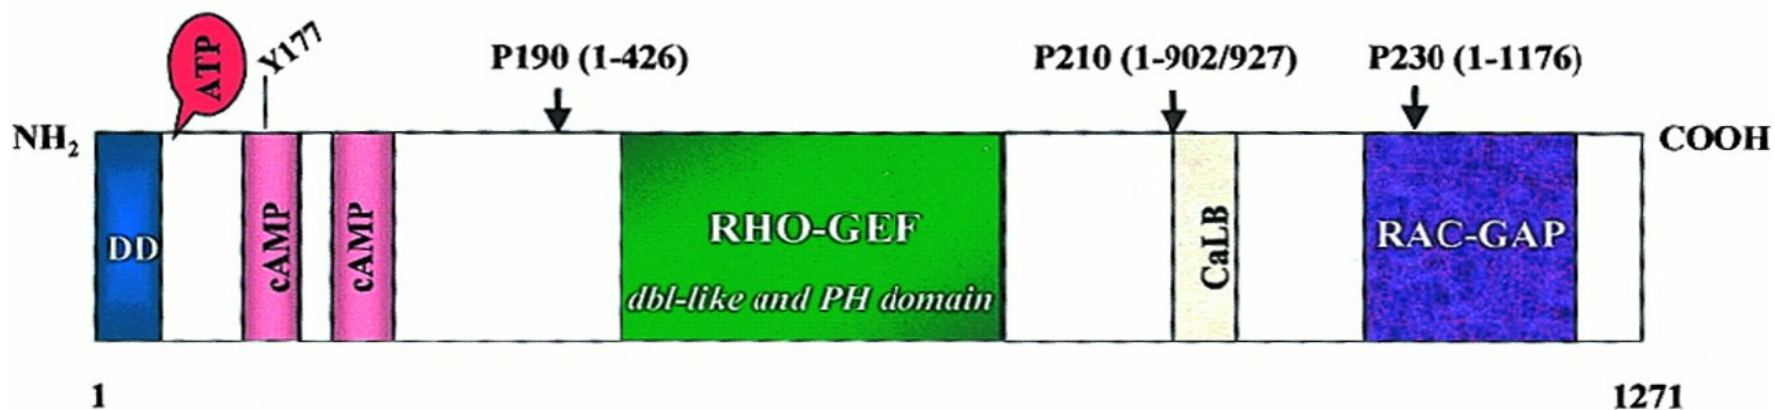 ATP
Y177
P190 (1-426)
P210 (1-902/927)
P230 (1-1176)
NH₂
COOH
DD
cAMP
cAMP
RHO-GEF
dbl-like and PH domain
CaLB
RAC-GAP
1
1271